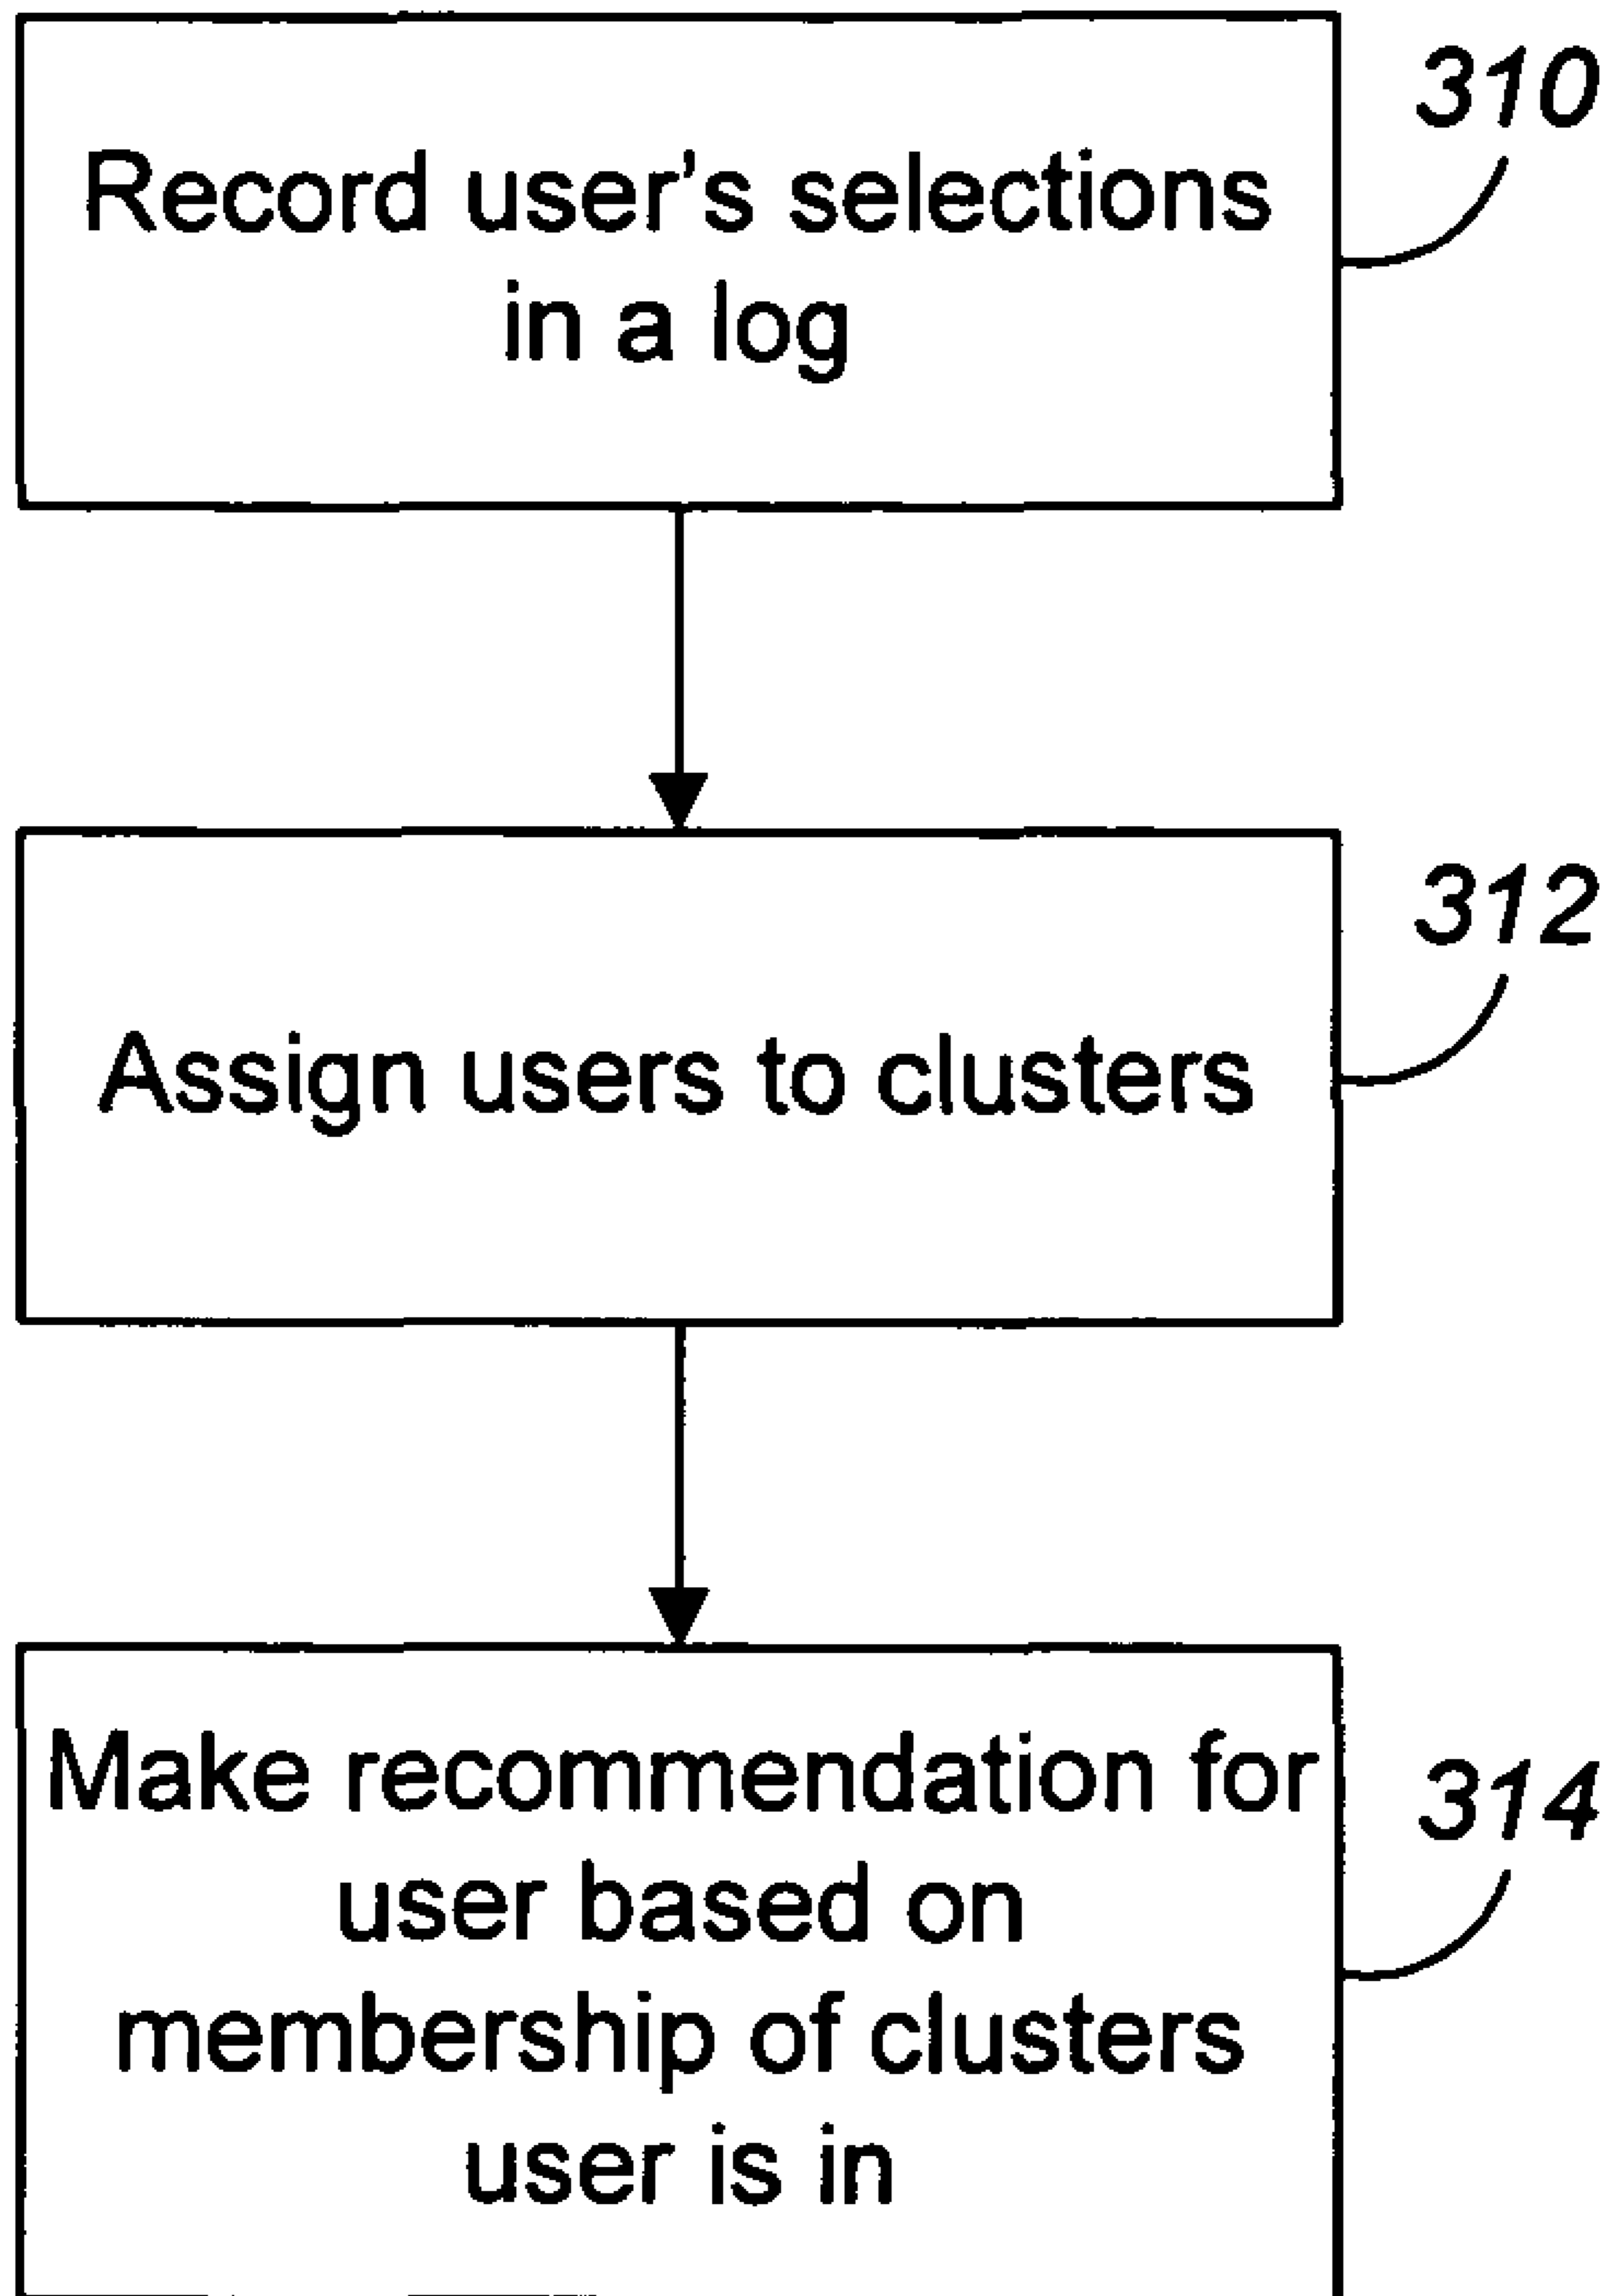 310
Record user's selections
in a log
312
Assign users to clusters
314
Make recommendation for
user based on
membership of clusters
user is in